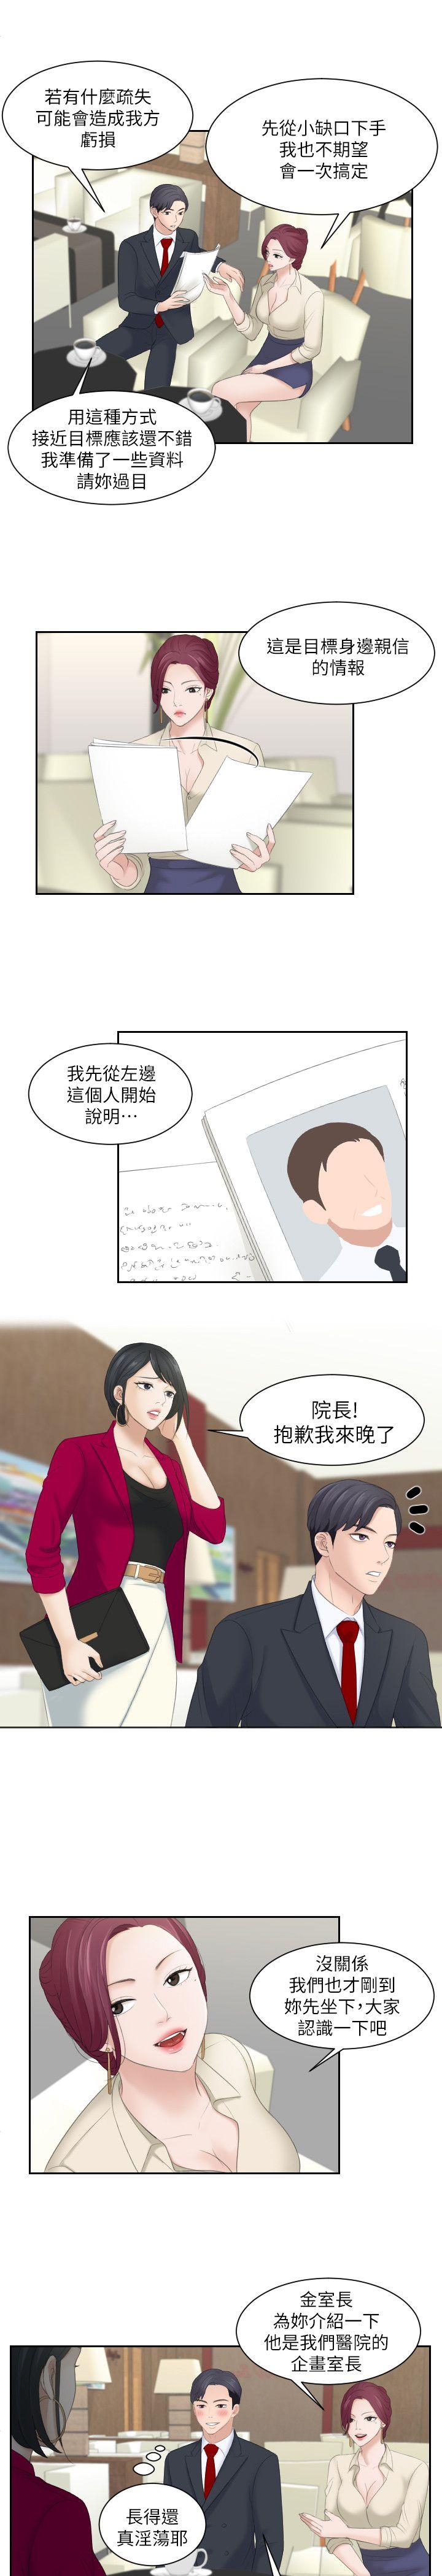 若有什麼疏失
可能會造成我方
虧損
先從小缺口下手
我也不期望
會一次搞定
用這種方式
接近目標應該還不錯
我準備了一些資料
請妳過目
這是目標身邊親信
的情報
我先從左邊
這個人開始
說明…
院長!
抱歉我來晚了
沒關係
我們也才剛到
妳先坐下，大家
認識一下吧
金室長
為妳介紹一下
他是我們醫院的
企畫室長
長得還
真淫蕩耶